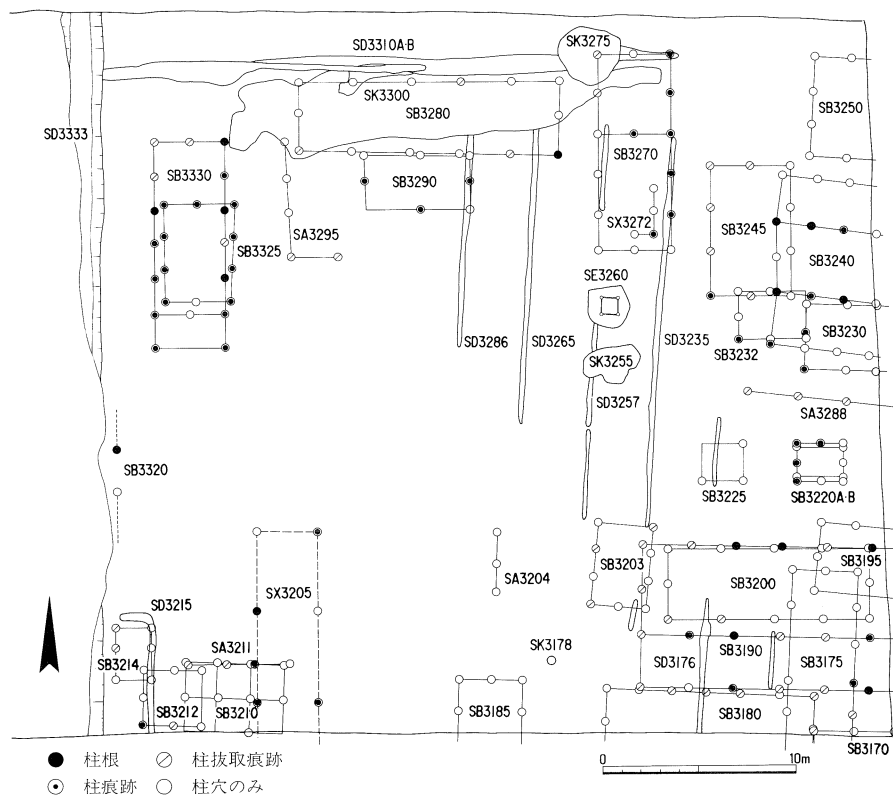 SD3310A·B
SK3275
SK3300
SB3280
SB3250
SD3333
SB3330
SB3270
SB3290
SA3295
SB3325
SX3272
SB3245
SB3240
SE3260
SD3286
SD3265
SD3235
SB3230
SB3232
SK3255
SD3257
SA3288
SB3320
SB3225
SB3220A·B
SB3203
SB3195
SA3204
SB3200
SX3205
SD3215
SA3211
SK3178
SB3190
SB3175
SB3214
SD3176
SB3212
SB3210
SB3185
SB3180
SB3170
柱根 柱抜取痕跡
柱痕跡 柱穴のみ
0 10m